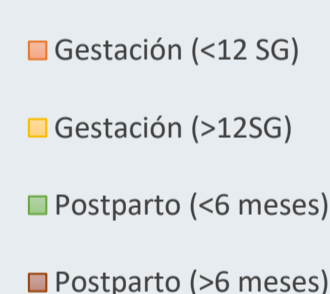 Gestación (<12 SG)
Gestación (>12SG)
Postparto (<6 meses)
Postparto (>6 meses)